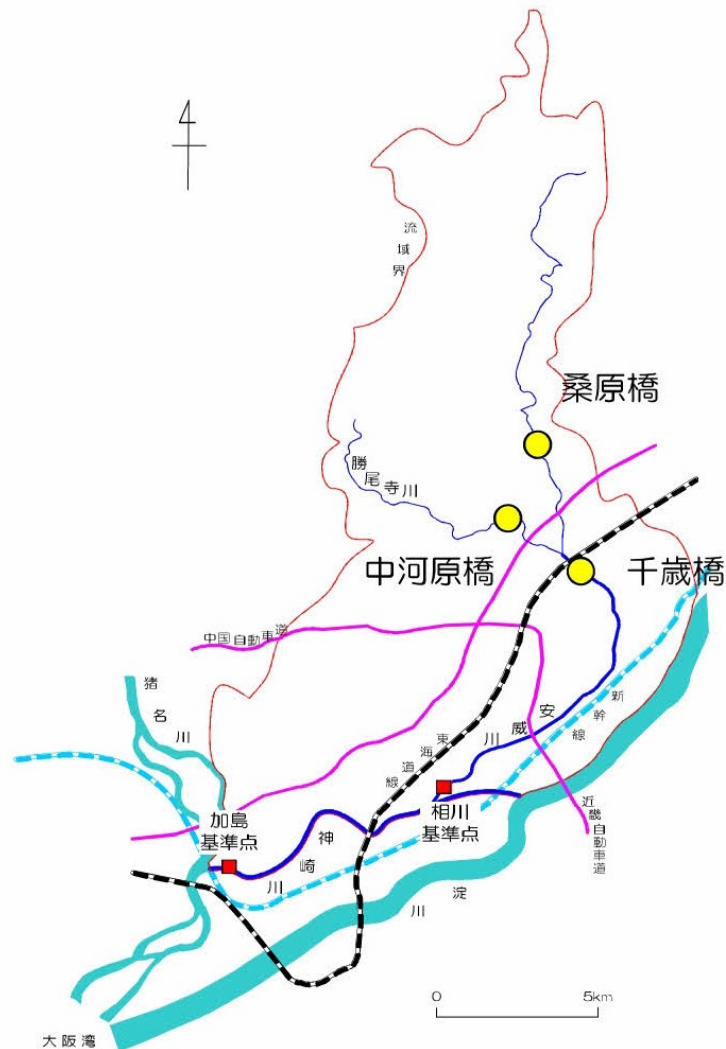 4
流域界
桑原橋
勝尾寺川
中河原橋
千歳橋
中国自動車道
猪名川
新幹線
安威川
東海道線
相川
基準点
加島
基準点
神崎川
近畿自動車道
淀川
0 5km
大阪湾